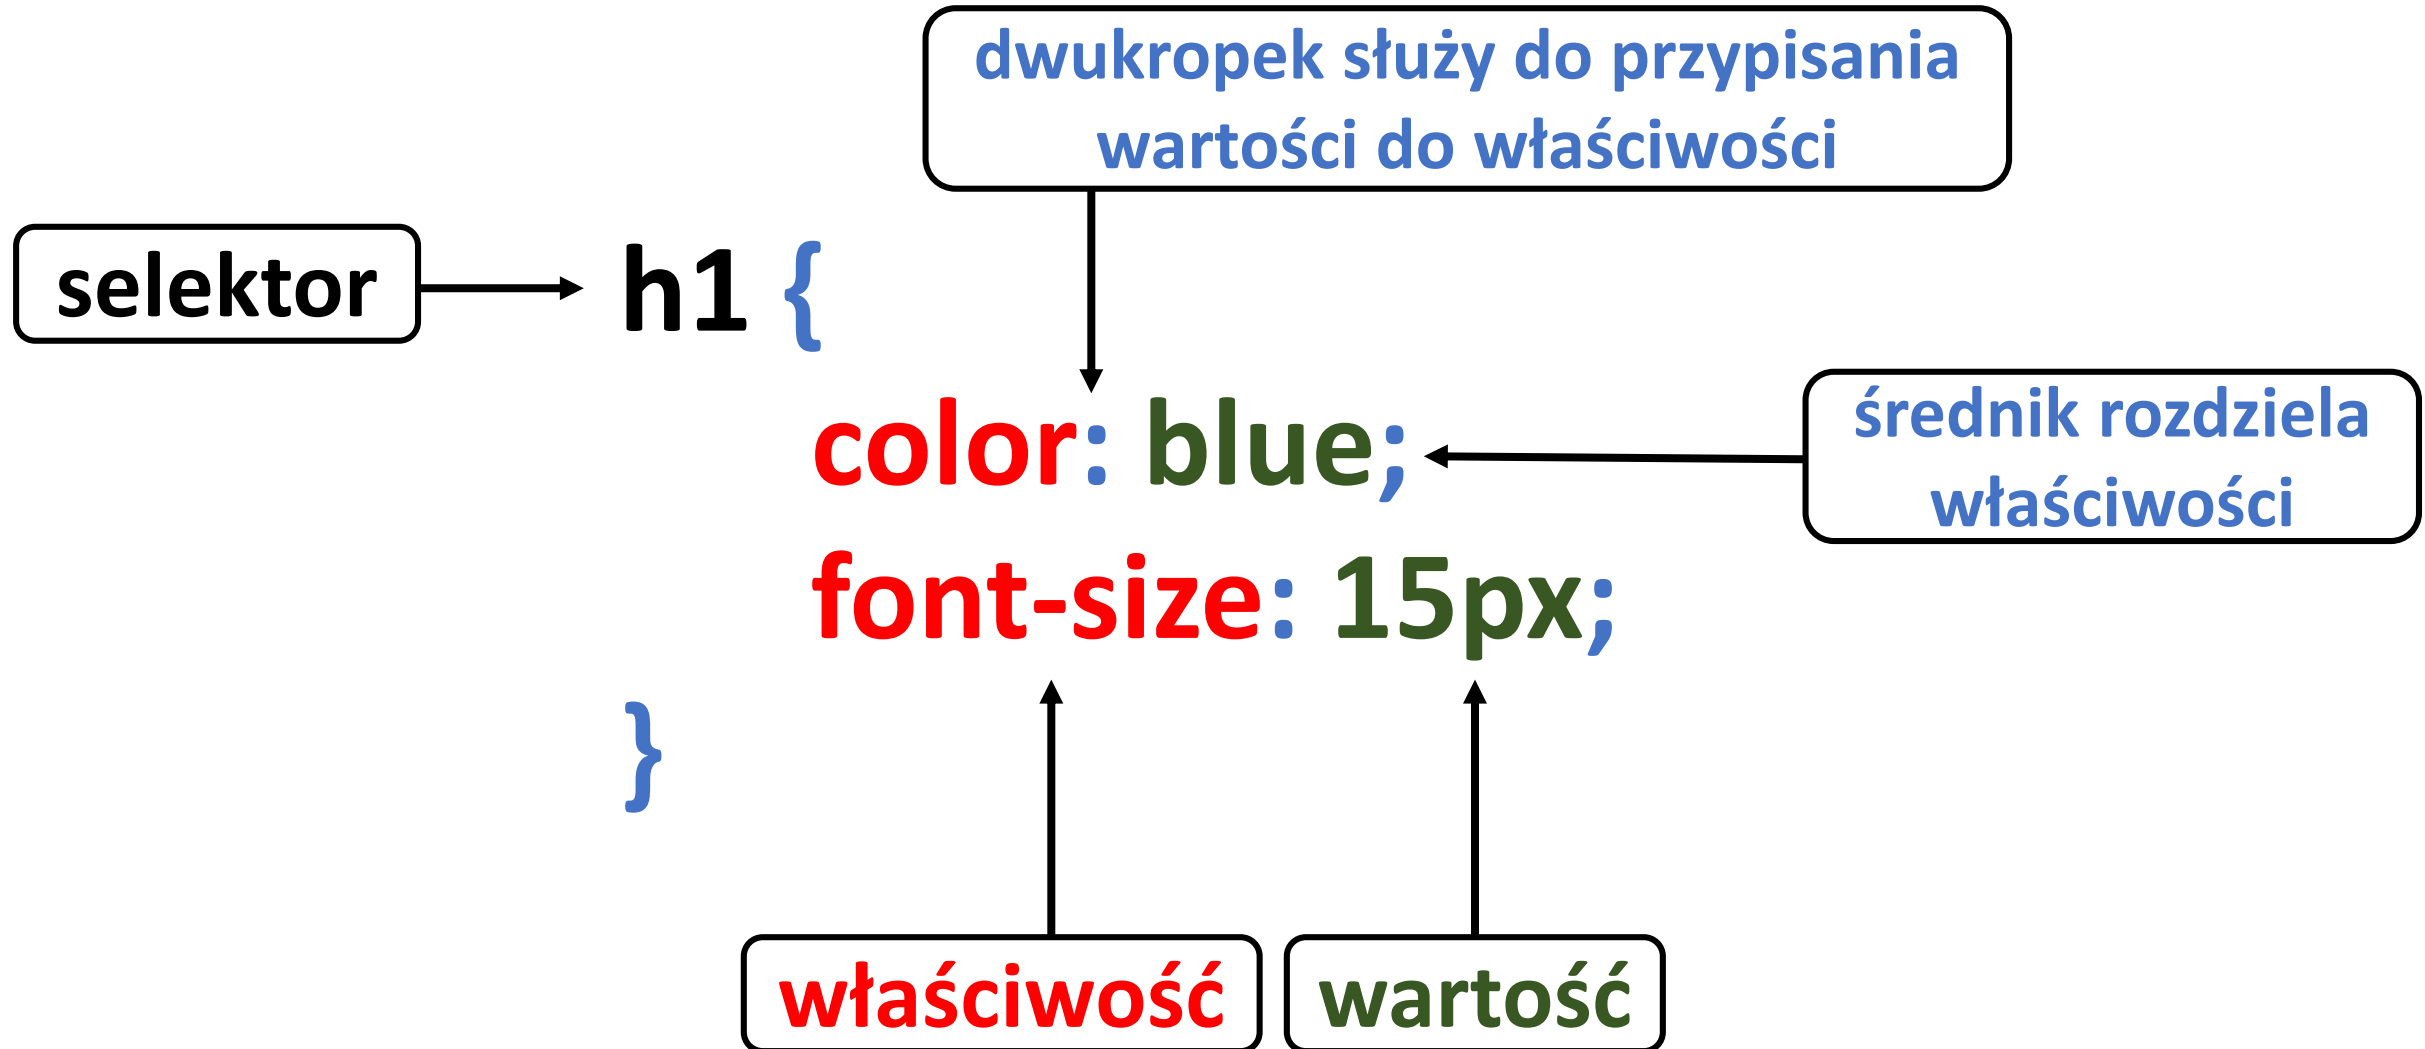 dwukropek służy do przypisania
wartości do właściwości
selektor
h1 {
color: blue;
średnik rozdziela
właściwości
font-size: 15px;
}
właściwość
wartość